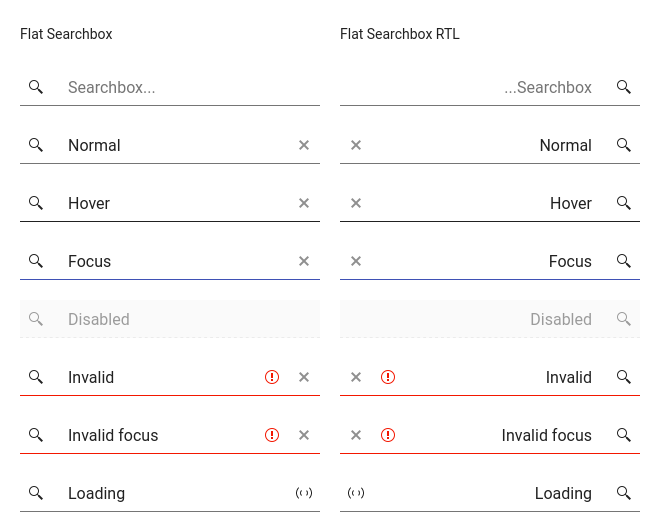 Flat Searchbox
Searchbox...
Normal
Hover
Focus
Disabled
Invalid
Invalid focus
Loading
Flat Searchbox RTL
...Searchbox
Normal
Hover
Focus
Disabled
Invalid
Invalid focus
Loading